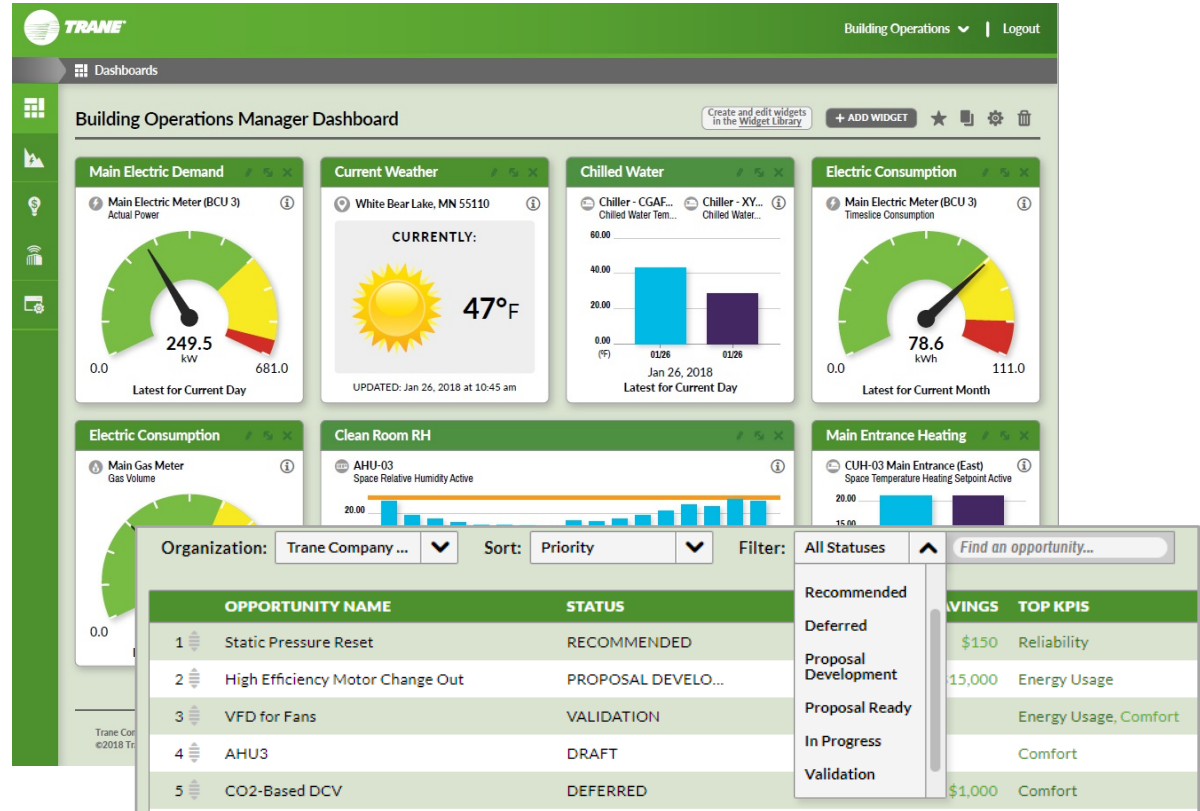 TRANE
Building Operations
Logout
Dashboards
Building Operations Manager Dashboard
Create and edit widgets
in the Widget Library
+ ADD WIDGET
Main Electric Demand
Main Electric Meter (BCU 3)
Actual Power
249.5
kW
0.0
681.0
Latest for Current Day
Current Weather
White Bear Lake, MN 55110
CURRENTLY:
47°F
UPDATED: Jan 26, 2018 at 10:45 am
Chilled Water
Chiller - CGAF...
Chilled Water Tem...
Chiller - XY...
Chilled Water...
60.00
40.00
20.00
0.00
(°F)
01/26
01/26
Jan 26, 2018
Latest for Current Day
Electric Consumption
Main Electric Meter (BCU 3)
Timeslice Consumption
78.6
kWh
0.0
111.0
Latest for Current Month
Electric Consumption
Main Gas Meter
Gas Volume
0.0
Clean Room RH
AHU-03
Space Relative Humidity Active
20.00
Main Entrance Heating
CUH-03 Main Entrance (East)
Space Temperature Heating Setpoint Active
20.00
15.00
©2018
Organization: Trane Company ... Sort: Priority Filter: All Statuses Find an opportunity...
Recommended
Deferred
Proposal
Development
Proposal Ready
In Progress
Validation
OPPORTUNITY NAME STATUS TOP KPIS
1 Static Pressure Reset RECOMMENDED $150 Reliability
2 High Efficiency Motor Change Out PROPOSAL DEVELO... 15,000 Energy Usage
3 VFD for Fans VALIDATION Energy Usage, Comfort
4 AHU3 DRAFT Comfort
5 CO2-Based DCV DEFERRED $1,000 Comfort